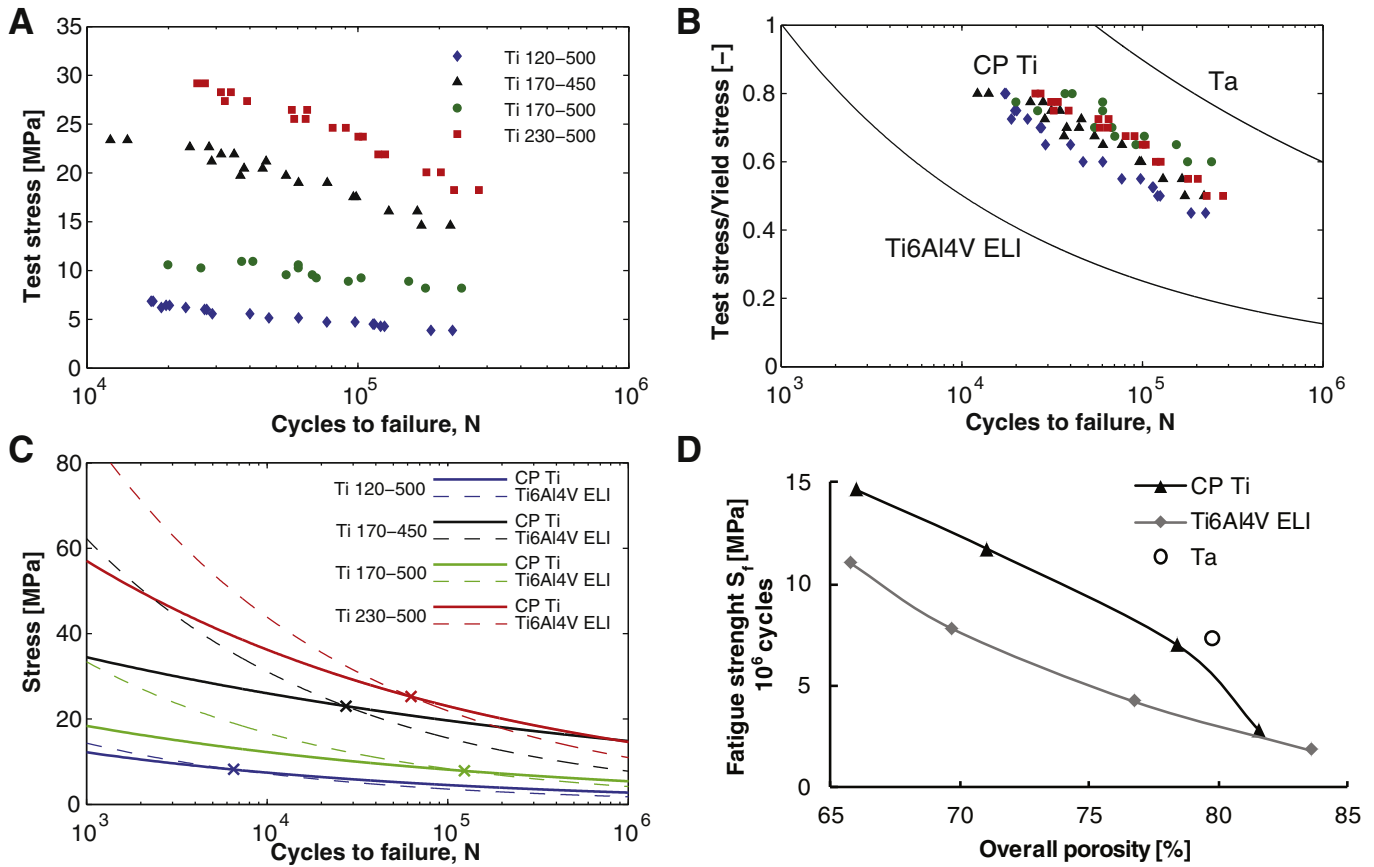 A
35
30
25
20
15
10
5
0
Test stress [MPa]
Ti 120–500
Ti 170–450
Ti 170–500
Ti 230–500
10^4
10^5
10^6
Cycles to failure, N
B
1
0.8
0.6
0.4
0.2
0
Test stress/Yield stress [–]
CP Ti
Ta
Ti6Al4V ELI
10^3
10^4
10^5
10^6
Cycles to failure, N
C
80
60
40
20
0
Stress [MPa]
Ti 120–500
CP Ti
Ti6Al4V ELI
Ti 170–450
CP Ti
Ti6Al4V ELI
Ti 170–500
CP Ti
Ti6Al4V ELI
Ti 230–500
CP Ti
Ti6Al4V ELI
10^3
10^4
10^5
10^6
Cycles to failure, N
D
15
10
5
0
Fatigue strenght S_f [MPa]
10^6 cycles
CP Ti
Ti6Al4V ELI
Ta
65
70
75
80
85
Overall porosity [%]